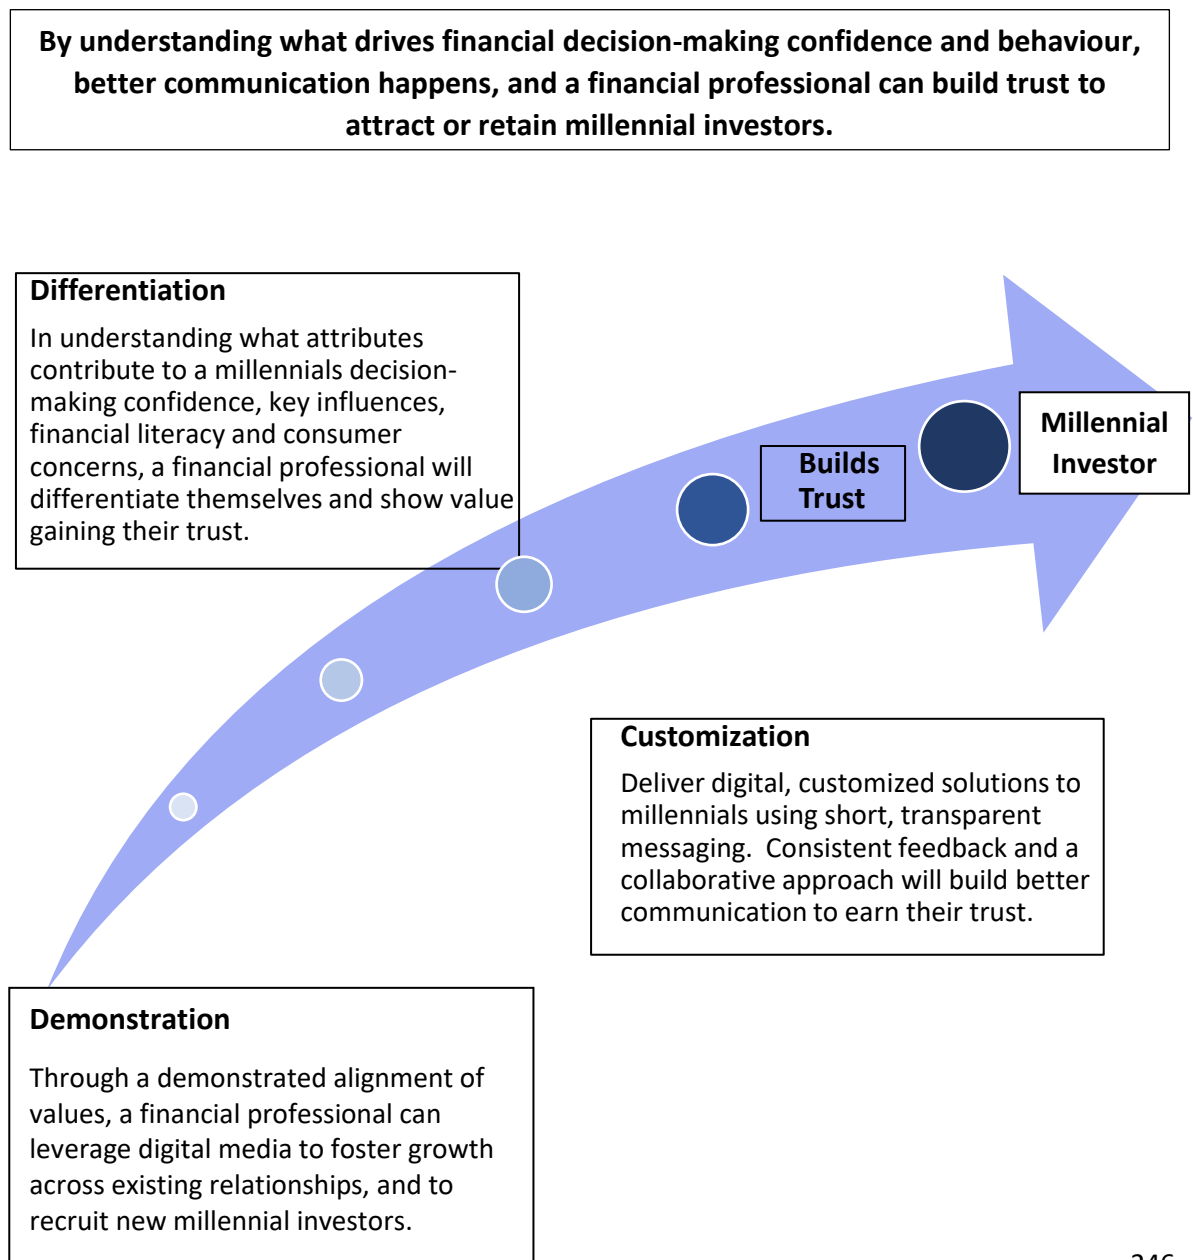 By understanding what drives financial decision-making confidence and behaviour,
better communication happens, and a financial professional can build trust to
attract or retain millennial investors.
Differentiation
In understanding what attributes
contribute to a millennials decision-
making confidence, key influences,
financial literacy and consumer
concerns, a financial professional will
differentiate themselves and show value
gaining their trust.
Millennial
Investor
Builds
Trust
Customization
Deliver digital, customized solutions to
millennials using short, transparent
messaging.  Consistent feedback and a
collaborative approach will build better
communication to earn their trust.
Demonstration
Through a demonstrated alignment of
values, a financial professional can
leverage digital media to foster growth
across existing relationships, and to
recruit new millennial investors.